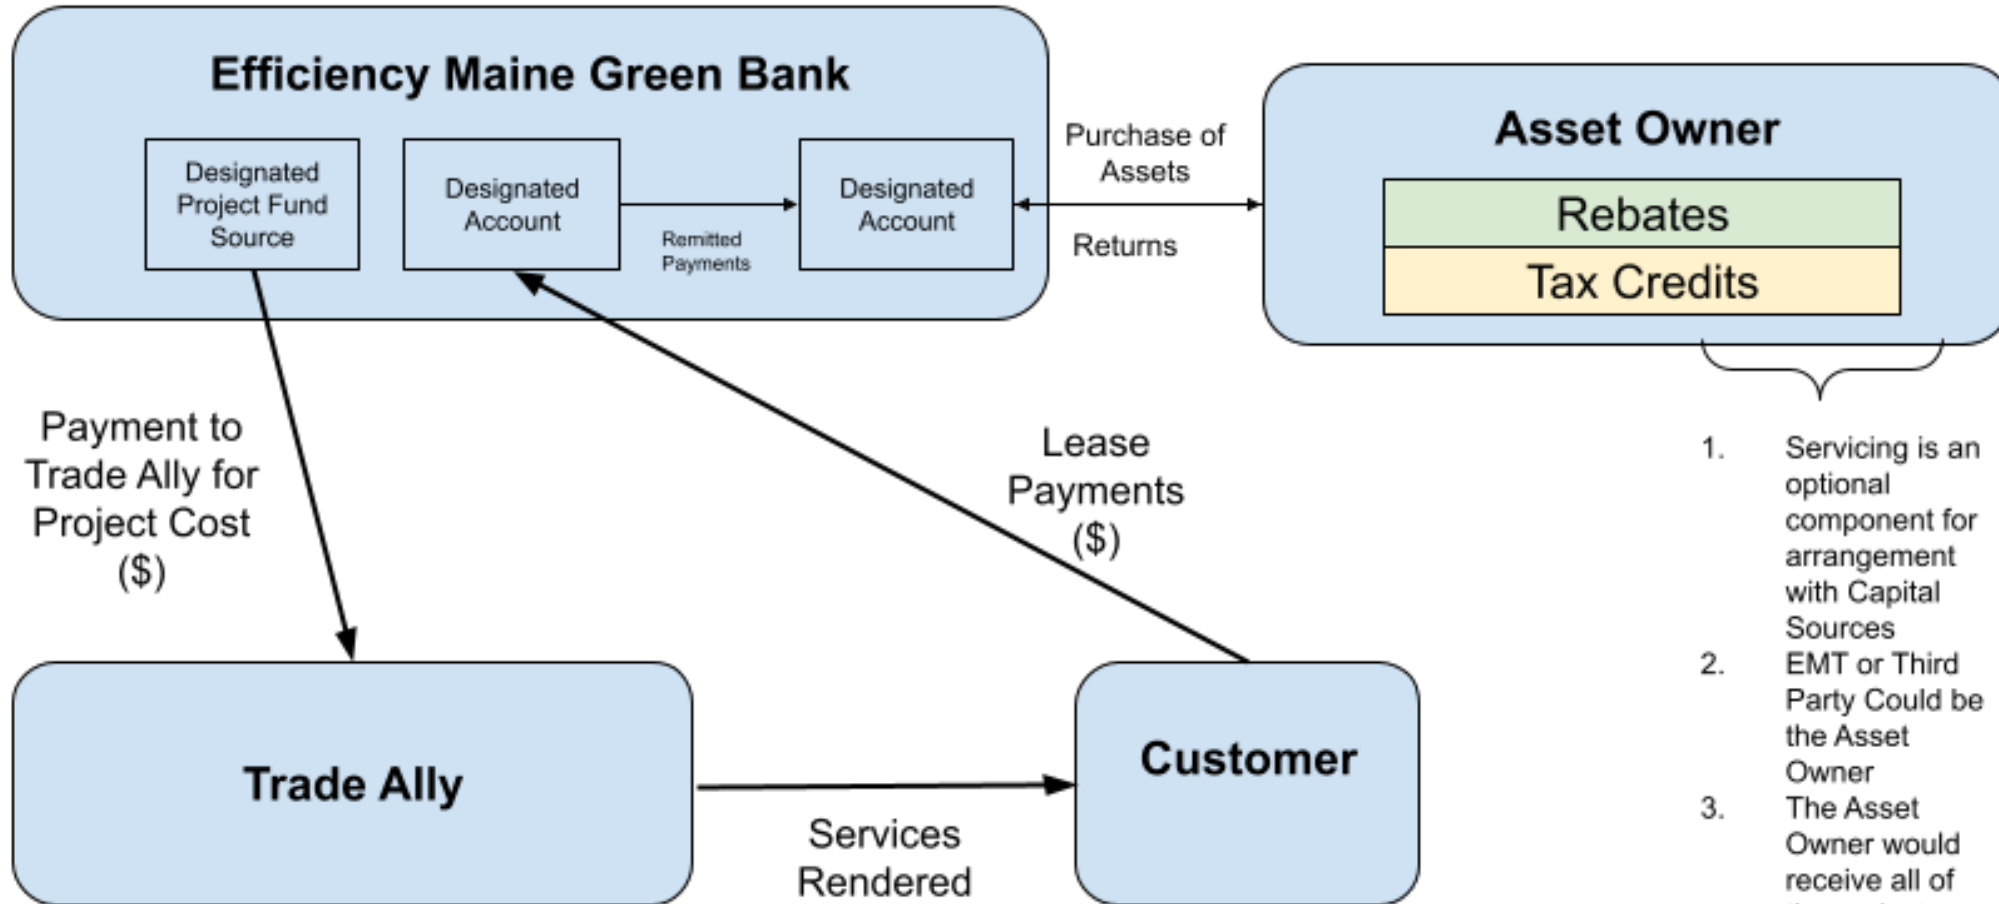 Efficiency Maine Green Bank
Designated
Project Fund
Source
Designated
Account
Remitted
Payments
Designated
Account
Purchase of
Assets
Returns
Asset Owner
Rebates
Tax Credits
Payment to
Trade Ally for
Project Cost
($)
Lease
Payments
($)
1. Servicing is an
optional
component for
arrangement
with Capital
Sources
2. EMT or Third
Party Could be
the Asset
Owner
3. The Asset
Owner would
receive all of
Trade Ally
Services
Rendered
Customer